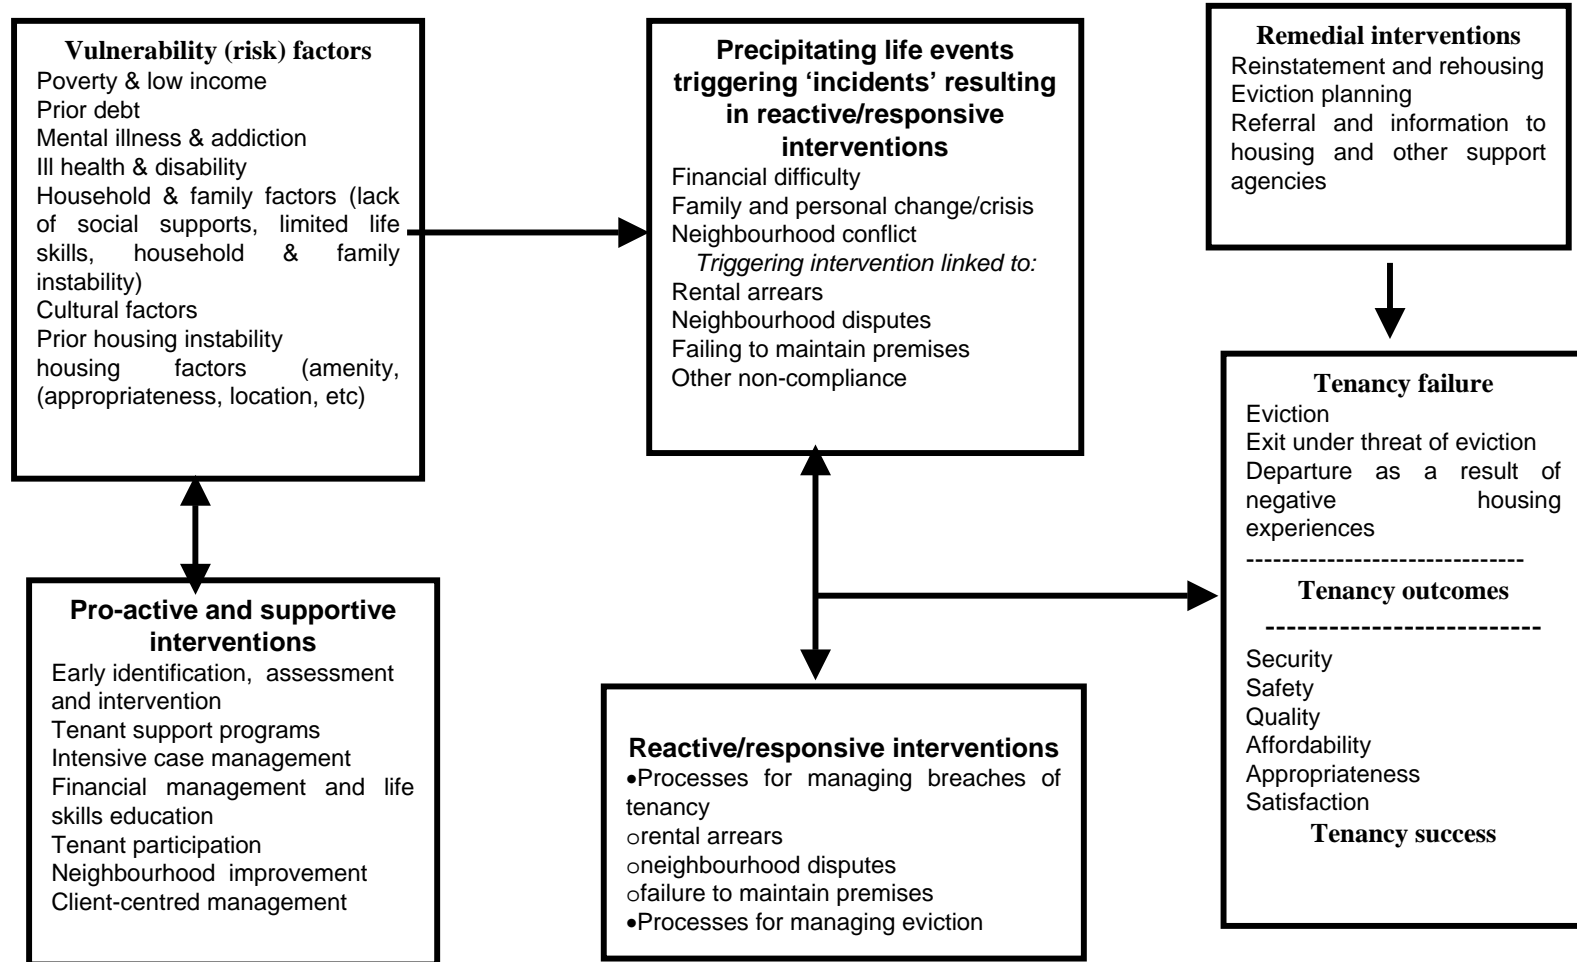 Vulnerability (risk) factors
Poverty & low income
Prior debt
Mental illness & addiction
Ill health & disability
Household & family factors (lack
of social supports, limited life
skills, household & family
instability)
Cultural factors
Prior housing instability
housing factors (amenity,
(appropriateness, location, etc)
Pro-active and supportive
interventions
Early identification, assessment
and intervention
Tenant support programs
Intensive case management
Financial management and life
skills education
Tenant participation
Neighbourhood improvement
Client-centred management
Precipitating life events
triggering ‘incidents’ resulting
in reactive/responsive
interventions
Financial difficulty
Family and personal change/crisis
Neighbourhood conflict
Triggering intervention linked to:
Rental arrears
Neighbourhood disputes
Failing to maintain premises
Other non-compliance
Reactive/responsive interventions
•Processes for managing breaches of
tenancy
orental arrears
oneighbourhood disputes
ofailure to maintain premises
•Processes for managing eviction
Remedial interventions
Reinstatement and rehousing
Eviction planning
Referral and information to
housing and other support
agencies
Tenancy failure
Eviction
Exit under threat of eviction
Departure as a result of
negative housing
experiences
-------------------------------
Tenancy outcomes
--------------------------
Security
Safety
Quality
Affordability
Appropriateness
Satisfaction
Tenancy success